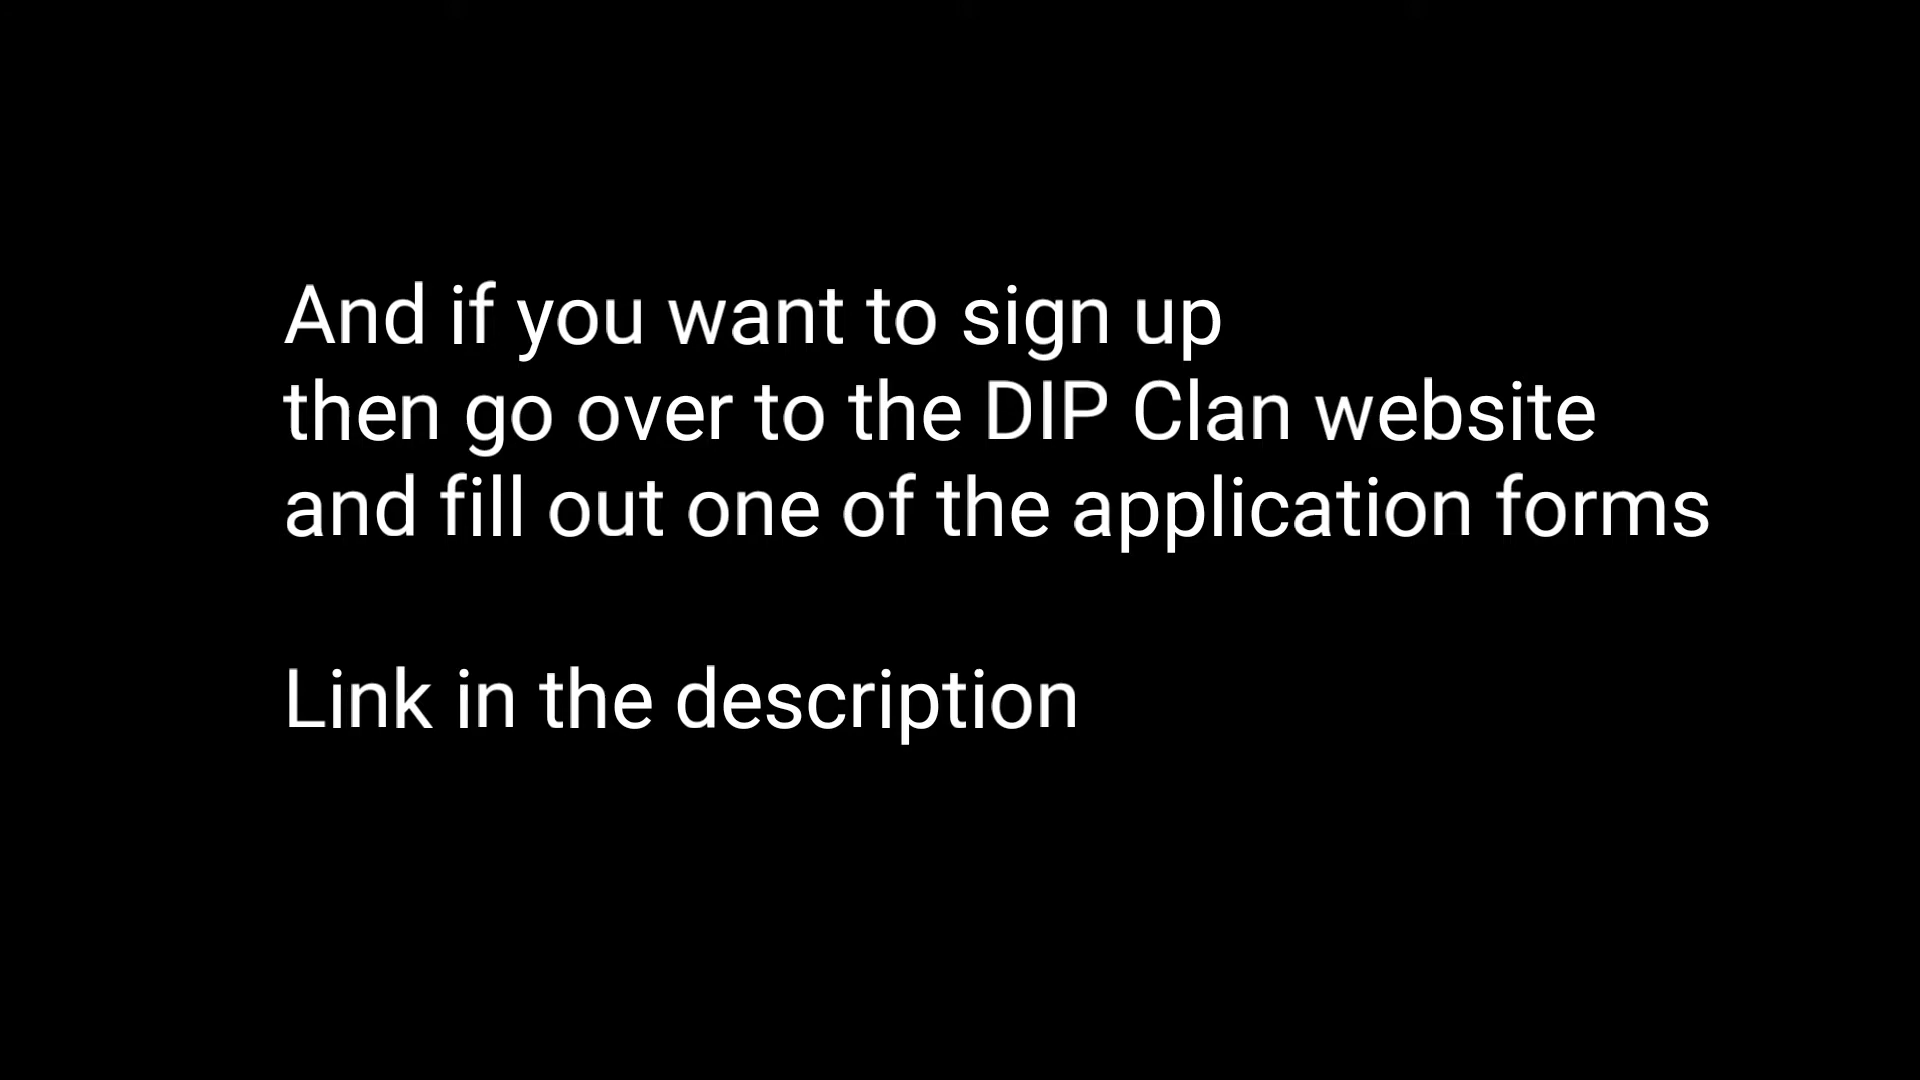 And if you want to sign up
then go over to the DIP Clan website
and fill out one of the application forms
Link in the description